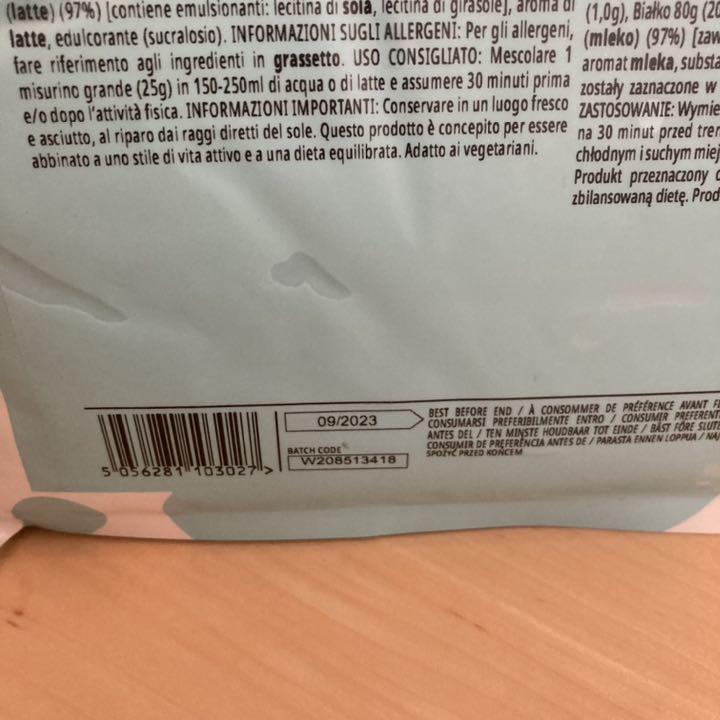 (latte) (97%) [contiene emulsionanti: lecitina di soia, lecitina di girasole], aroma di
latte, edulcorante (sucralosio). INFORMAZIONI SUGLI ALLERGENI: Per gli allergeni,
fare riferimento agli ingredienti in grassetto. USO CONSIGLIATO: Mescolare 1
misurino grande (25g) in 150-250ml di acqua o di latte e assumere 30 minuti prima
e/o dopo l'attività fisica. INFORMAZIONI IMPORTANTI: Conservare in un luogo fresco
e asciutto, al riparo dai raggi diretti del sole. Questo prodotto è concepito per essere
abbinato a uno stile di vita attivo e a una dieta equilibrata. Adatto ai vegetariani.
(1,0g), Białko 80g
(mleko) (97%) [zaw
aromat mleka, substa
zostały zaznaczone w
ZASTOSOWANIE: Wymie
na 30 minut przed tren
chłodnym i suchym miej
Produkt przeznaczony
zbilansowaną dietę. Prod
5 056281 103027 >
09/2023
BATCH CODE
W208513418
BEST BEFORE END / À CONSOMMER DE PRÉFÉRENCE AVANT
CONSUMARSI PREFERIBILMENTE ENTRO / CONSUMIR PREFERENT
ANTES DEL / TEN MINSTE HOUDBAAR TOT EINDE / BÄST FÖRE SLUTE
CONSUMIR DE PREFERÊNCIA ANTES DE / PARASTA ENNEN LOPPUA / NAJ
SPOŻYĆ PRZED KOŃCEM